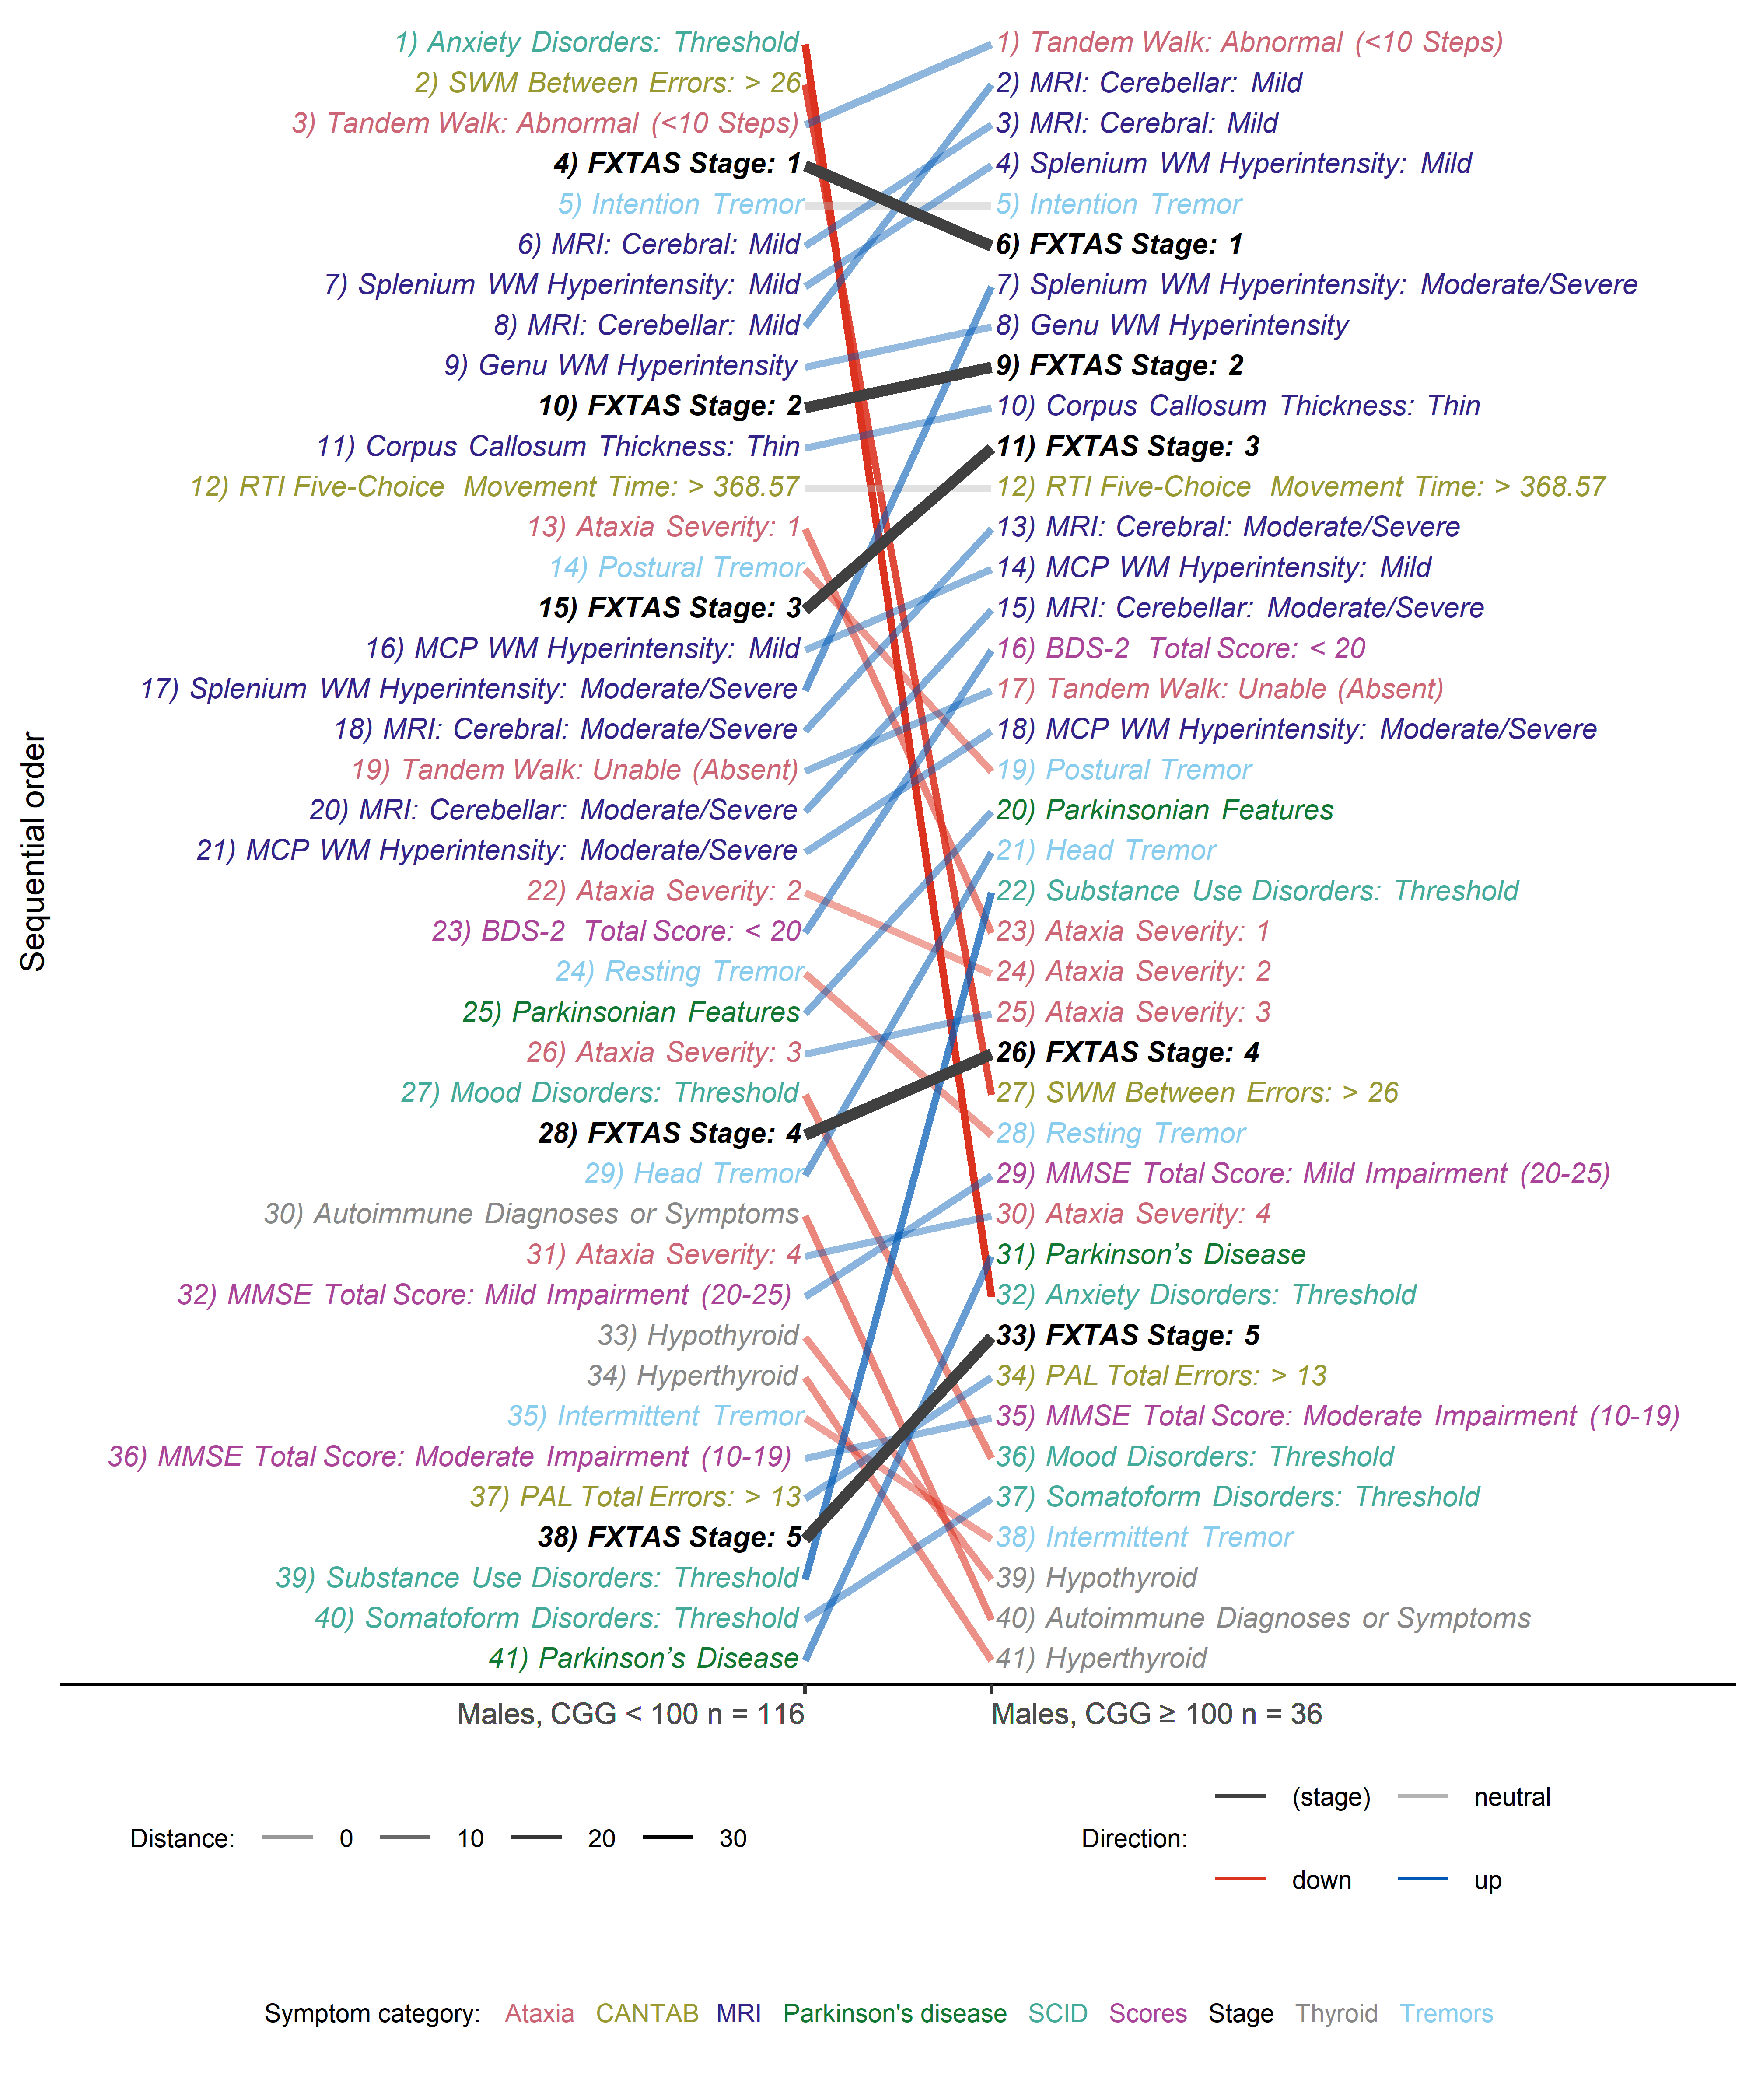 Sequential order
1) Anxiety Disorders: Threshold
2) SWM Between Errors: > 26
3) Tandem Walk: Abnormal (<10 Steps)
4) FXTAS Stage: 1
5) Intention Tremor
6) MRI: Cerebral: Mild
7) Splenium WM Hyperintensity: Mild
8) MRI: Cerebellar: Mild
9) Genu WM Hyperintensity
10) FXTAS Stage: 2
11) Corpus Callosum Thickness: Thin
12) RTI Five-Choice Movement Time: > 368.57
13) Ataxia Severity: 1
14) Postural Tremor
15) FXTAS Stage: 3
16) MCP WM Hyperintensity: Mild
17) Splenium WM Hyperintensity: Moderate/Severe
18) MRI: Cerebral: Moderate/Severe
19) Tandem Walk: Unable (Absent)
20) MRI: Cerebellar: Moderate/Severe
21) MCP WM Hyperintensity: Moderate/Severe
22) Ataxia Severity: 2
23) BDS-2 Total Score: < 20
24) Resting Tremor
25) Parkinsonian Features
26) Ataxia Severity: 3
27) Mood Disorders: Threshold
28) FXTAS Stage: 4
29) Head Tremor
30) Autoimmune Diagnoses or Symptoms
31) Ataxia Severity: 4
32) MMSE Total Score: Mild Impairment (20-25)
33) Hypothyroid
34) Hyperthyroid
35) Intermittent Tremor
36) MMSE Total Score: Moderate Impairment (10-19)
37) PAL Total Errors: > 13
38) FXTAS Stage: 5
39) Substance Use Disorders: Threshold
40) Somatoform Disorders: Threshold
41) Parkinson's Disease
1) Tandem Walk: Abnormal (<10 Steps)
2) MRI: Cerebellar: Mild
3) MRI: Cerebral: Mild
4) Splenium WM Hyperintensity: Mild
5) Intention Tremor
6) FXTAS Stage: 1
7) Splenium WM Hyperintensity: Moderate/Severe
8) Genu WM Hyperintensity
9) FXTAS Stage: 2
10) Corpus Callosum Thickness: Thin
11) FXTAS Stage: 3
12) RTI Five-Choice Movement Time: > 368.57
13) MRI: Cerebral: Moderate/Severe
14) MCP WM Hyperintensity: Mild
15) MRI: Cerebellar: Moderate/Severe
16) BDS-2 Total Score: < 20
17) Tandem Walk: Unable (Absent)
18) MCP WM Hyperintensity: Moderate/Severe
19) Postural Tremor
20) Parkinsonian Features
21) Head Tremor
22) Substance Use Disorders: Threshold
23) Ataxia Severity: 1
24) Ataxia Severity: 2
25) Ataxia Severity: 3
26) FXTAS Stage: 4
27) SWM Between Errors: > 26
28) Resting Tremor
29) MMSE Total Score: Mild Impairment (20-25)
30) Ataxia Severity: 4
31) Parkinson's Disease
32) Anxiety Disorders: Threshold
33) FXTAS Stage: 5
34) PAL Total Errors: > 13
35) MMSE Total Score: Moderate Impairment (10-19)
36) Mood Disorders: Threshold
37) Somatoform Disorders: Threshold
38) Intermittent Tremor
39) Hypothyroid
40) Autoimmune Diagnoses or Symptoms
41) Hyperthyroid
Males, CGG < 100 n = 116
Males, CGG ≥ 100 n = 36
Distance: 0 10 20 30
Direction: (stage) neutral
down up
Symptom category: Ataxia CANTAB MRI Parkinson's disease SCID Scores Stage Thyroid Tremors